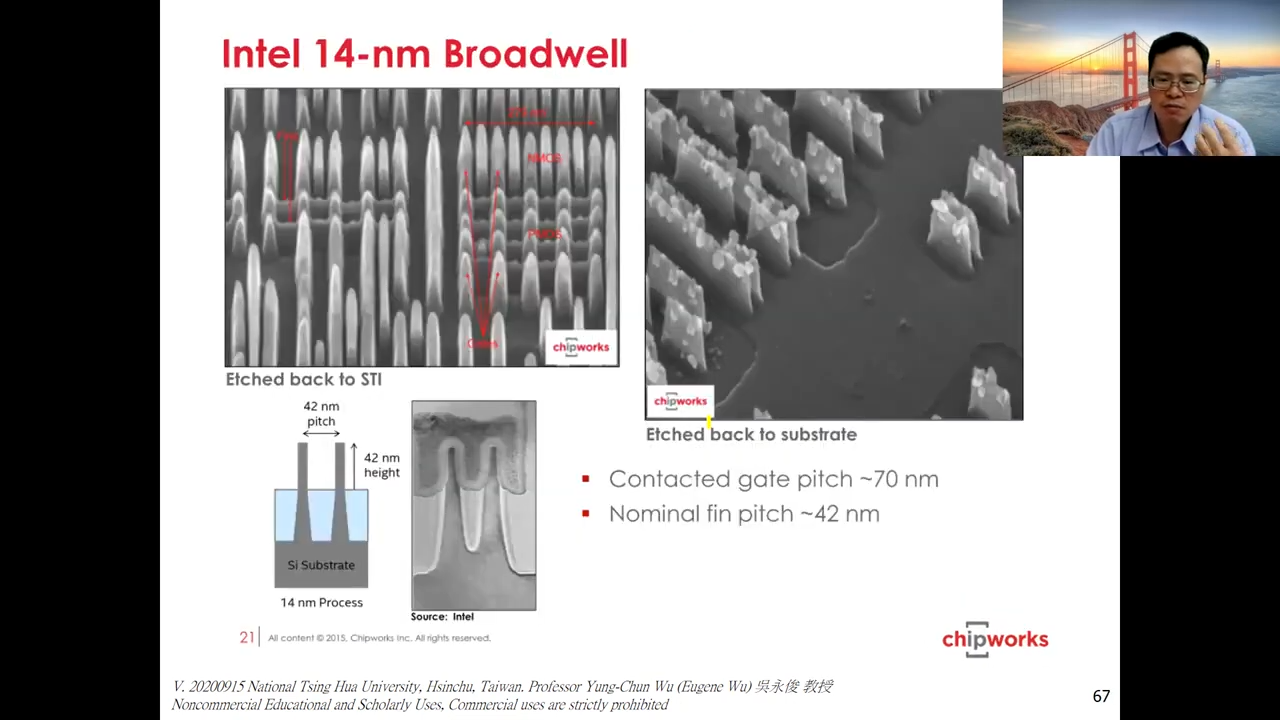 Intel 14-nm Broadwell
NMOS
PMOS
chipworks
Etched back to STI
chipworks
Etched back to substrate
42 nm
pitch
42 nm
height
Si Substrate
14 nm Process
Source: Intel
▪ Contacted gate pitch ~70 nm
▪ Nominal fin pitch ~42 nm
21 All content © 2015, Chipworks Inc. All rights reserved.
chipworks
V. 20200915 National Tsing Hua University, Hsinchu, Taiwan. Professor Yung-Chun Wu (Eugene Wu) 吳永俊 教授
Noncommercial Educational and Scholarly Uses, Commercial uses are strictly prohibited
67